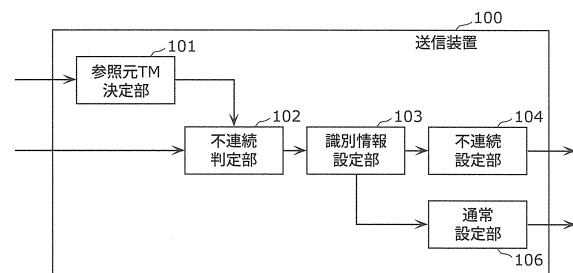 100
送信装置
101
参照元TM
決定部
102
不連続
判定部
103
識別情報
設定部
104
不連続
設定部
通常
設定部
106